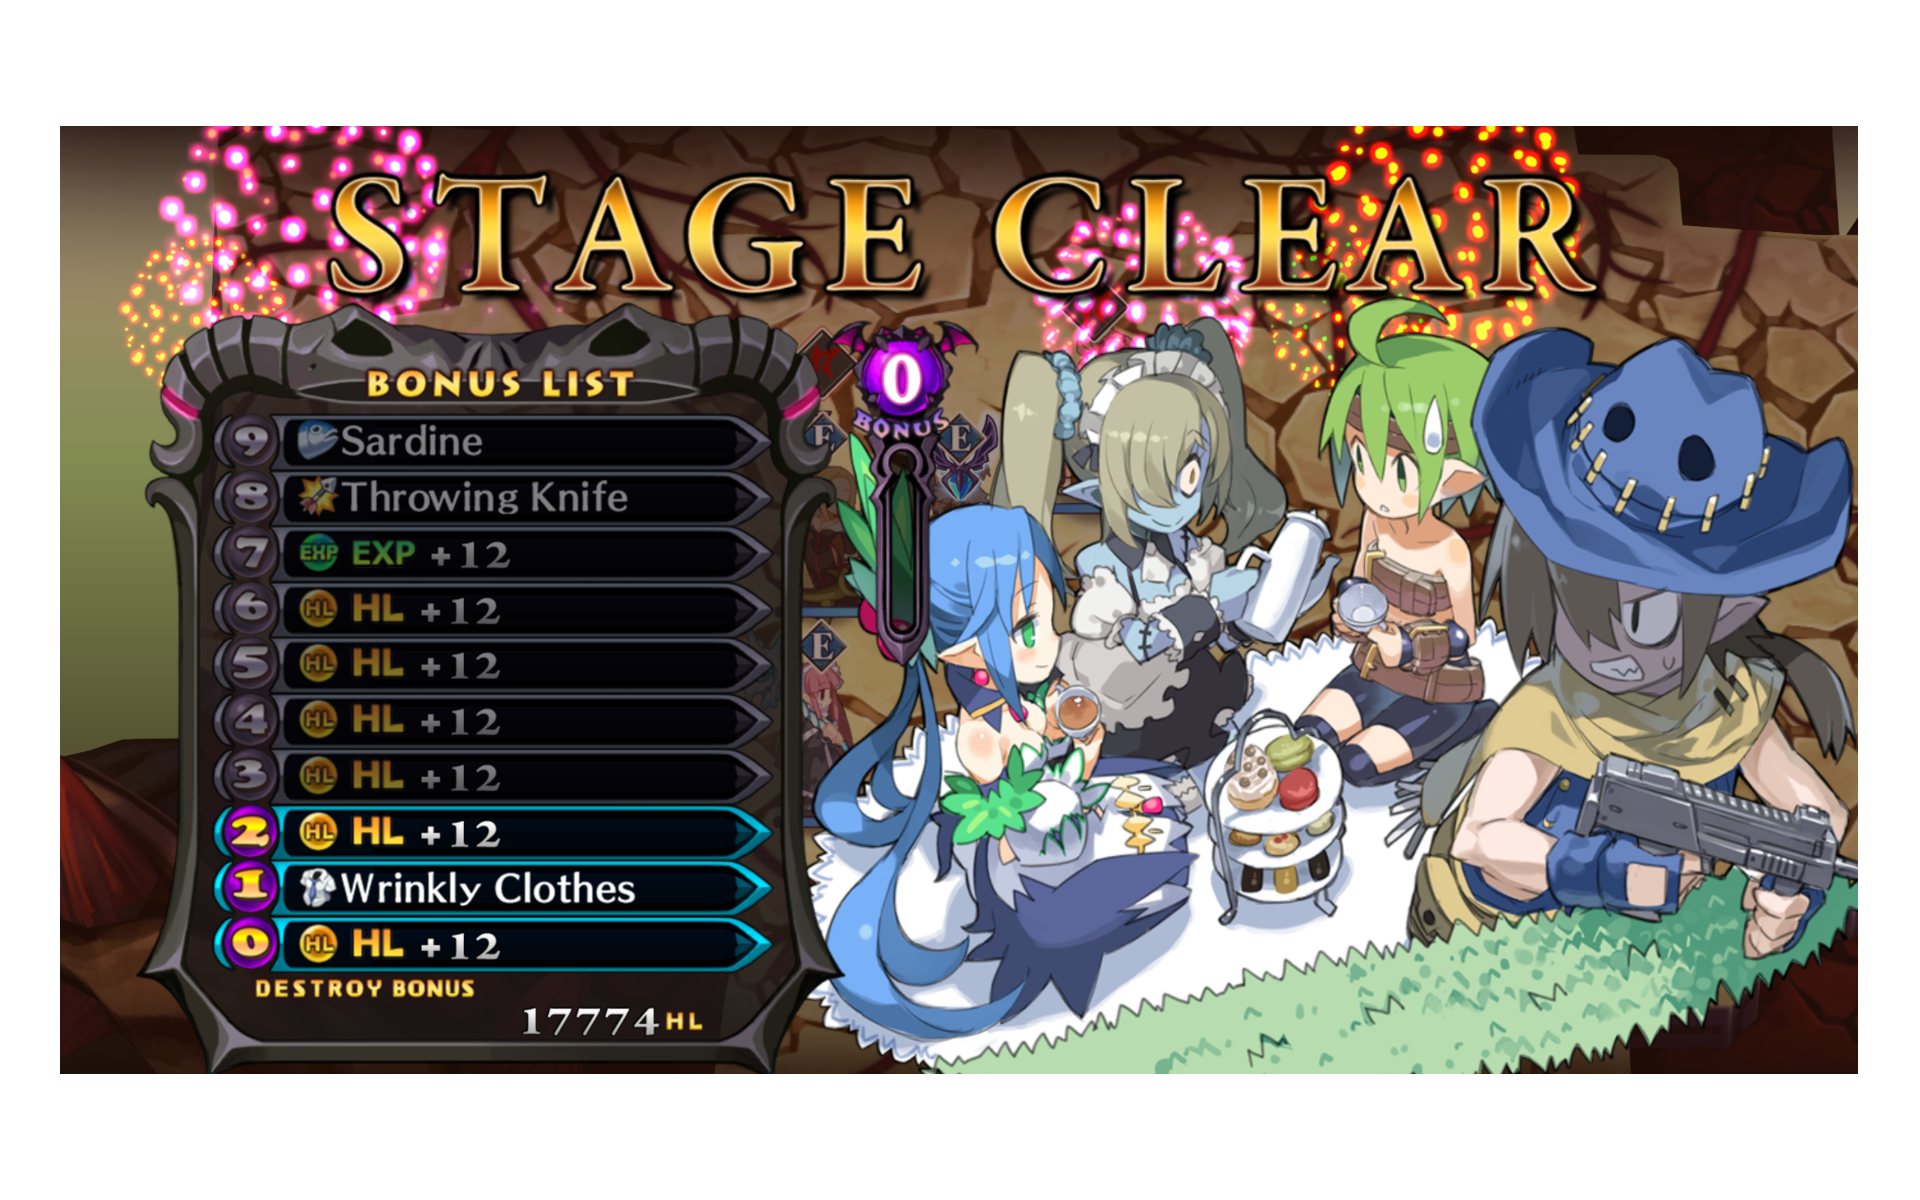 STAGE CLEAR
BONUS LIST
0
BONUS
9 Sardine
8 Throwing Knife
7 EXP EXP +12
6 HL HL +12
5 HL HL +12
4 HL HL +12
3 HL HL +12
2 HL HL +12
1 Wrinkly Clothes
0 HL HL +12
DESTROY BONUS
17774 HL
E
E
E